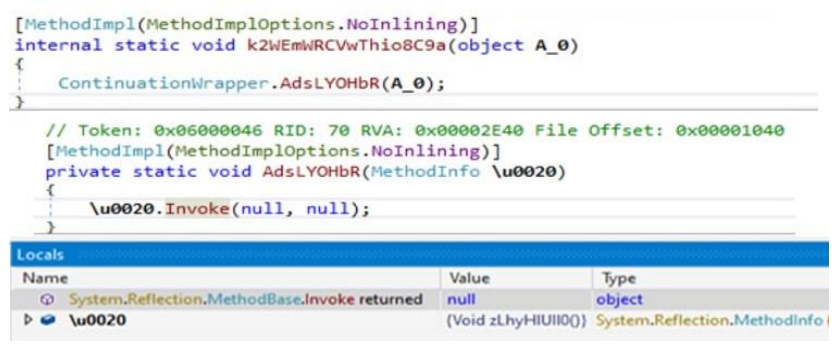 [MethodImpl(MethodImplOptions.NoInlining)]
internal static void k2WEmWRCVwThio8C9a(object A_0)
{
ContinuationWrapper.AdsLYOHbR(A_0);
}
// Token: 0x06000046 RID: 70 RVA: 0x00002E40 File Offset: 0x00001040
[MethodImpl(MethodImplOptions.NoInlining)]
private static void AdsLYOHbR(MethodInfo \u0020)
{
\u0020.Invoke(null, null);
}
Locals
Name Value Type
System.Reflection.MethodBase.Invoke returned null object
\u0020 {Void zLhyHIUlI0()} System.Reflection.MethodInfo {